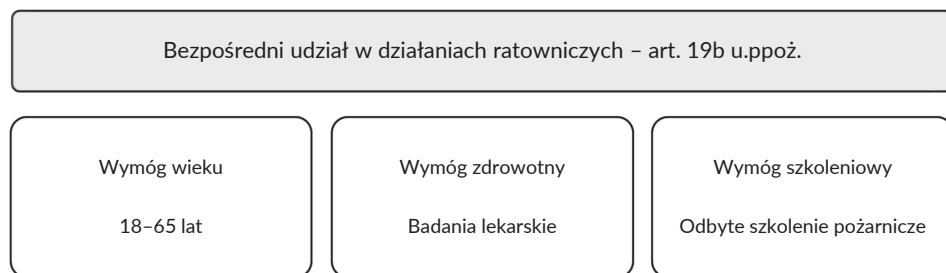 Bezpośredni udział w działaniach ratowniczych – art. 19b u.ppoż.
Wymóg wieku
18–65 lat
Wymóg zdrowotny
Badania lekarskie
Wymóg szkoleniowy
Odbyte szkolenie pożarnicze